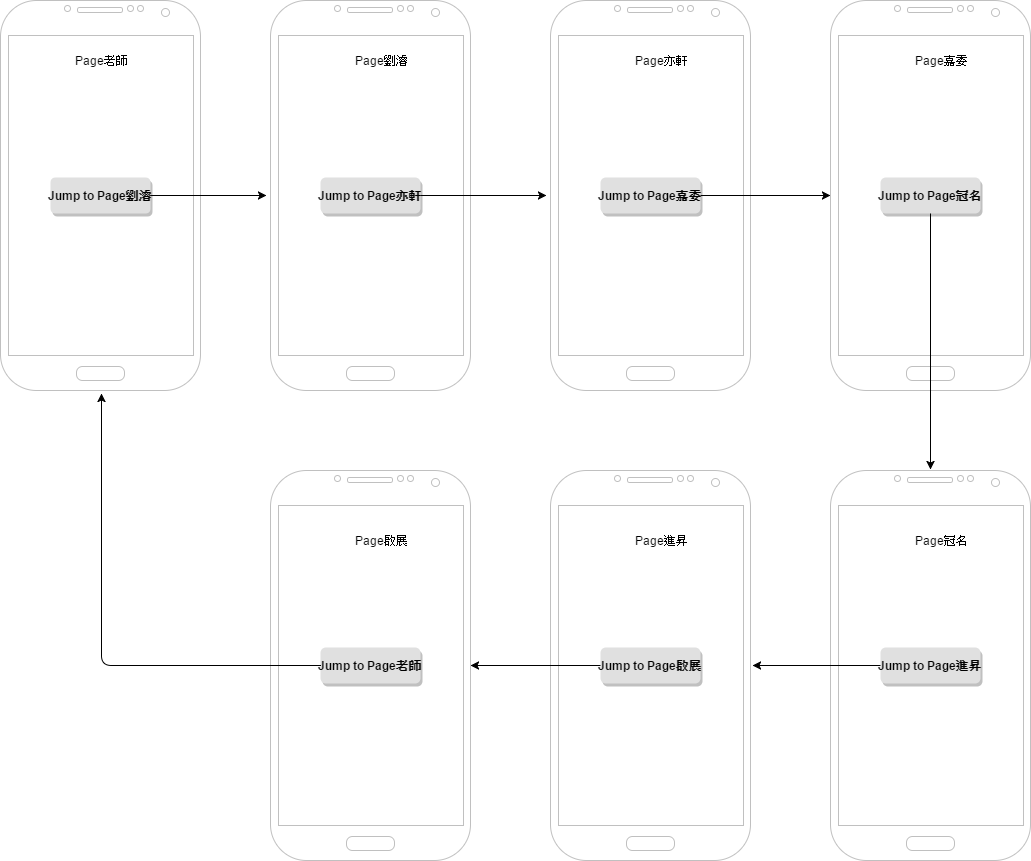 Page老師
Page劉濬
Page亦軒
Page嘉委
Jump to Page劉濬
Jump to Page亦軒
Jump to Page嘉委
Jump to Page冠名
Page啟展
Page進昇
Page冠名
Jump to Page老師
Jump to Page啟展
Jump to Page進昇